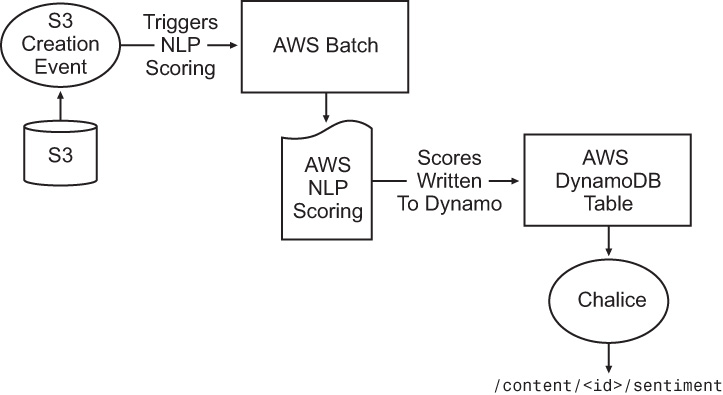 S3
Creation
Event
Triggers
NLP
Scoring
AWS Batch
S3
AWS
NLP
Scoring
Scores
Written
To Dynamo
AWS
DynamoDB
Table
Chalice
/content/<id>/sentiment